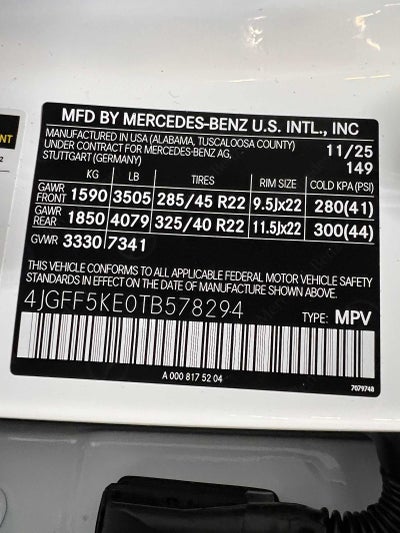 MFD BY MERCEDES-BENZ U.S. INTL., INC
MANUFACTURED IN USA (ALABAMA, TUSCALOOSA COUNTY) 11/25
UNDER CONTRACT FOR MERCEDES-BENZ AG, 149
STUTTGART (GERMANY)
KG LB TIRES RIM SIZE COLD KPA(PSI)
GAWR FRONT 1590 3505 285/45 R22 9.5Jx22 280(41)
GAWR REAR 1850 4079 325/40 R22 11.5Jx22 300(44)
GVWR 3330 7341
THIS VEHICLE CONFORMS TO ALL APPLICABLE FEDERAL MOTOR VEHICLE SAFETY
STANDARDS IN EFFECT ON THE DATE OF MANUFACTURE SHOWN ABOVE.
4JGFF5KE0TB578294 TYPE: MPV
A 000 817 52 04
7079748